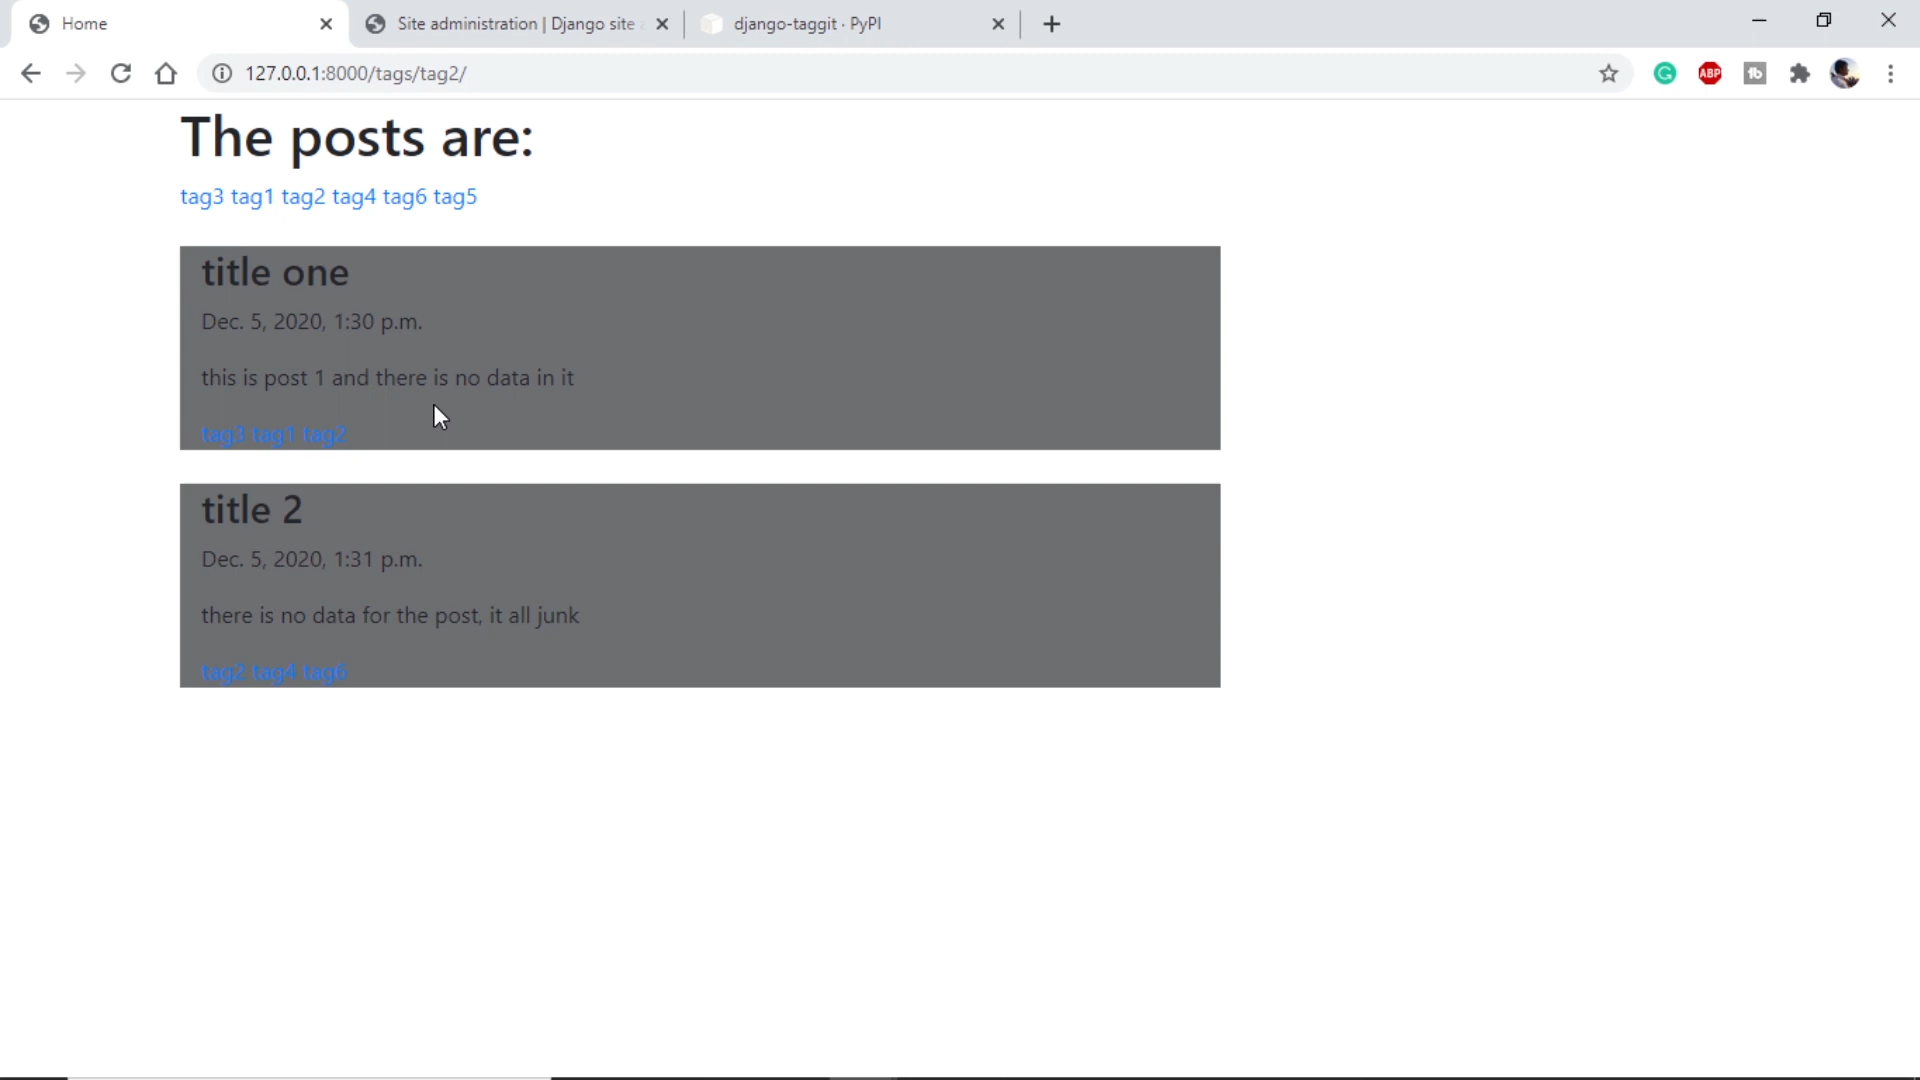 Home
Site administration | Django site
django-taggit · PyPI
127.0.0.1:8000/tags/tag2/
ABP
The posts are:
tag3 tag1 tag2 tag4 tag6 tag5
title one
Dec. 5, 2020, 1:30 p.m.
this is post 1 and there is no data in it
tag3 tag1 tag2
title 2
Dec. 5, 2020, 1:31 p.m.
there is no data for the post, it all junk
tag2 tag4 tag6